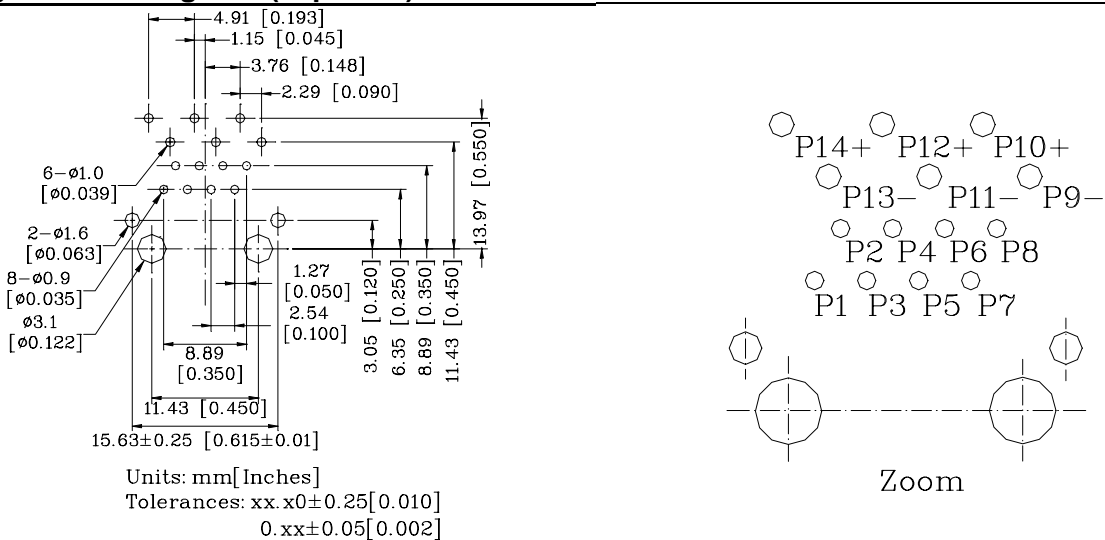 4.91 [0.193]
1.15 [0.045]
3.76 [0.148]
2.29 [0.090]
6-ø1.0
[ø0.039]
2-ø1.6
[ø0.063]
8-ø0.9
[ø0.035]
ø3.1
[ø0.122]
1.27
[0.050]
2.54
[0.100]
8.89
[0.350]
11.43 [0.450]
15.63±0.25 [0.615±0.01]
3.05 [0.120]
6.35 [0.250]
8.89 [0.350]
11.43 [0.450]
13.97 [0.550]
Units: mm[Inches]
Tolerances: xx.x0±0.25[0.010]
0.xx±0.05[0.002]
P14+ P12+ P10+
P13- P11- P9-
P2 P4 P6 P8
P1 P3 P5 P7
Zoom